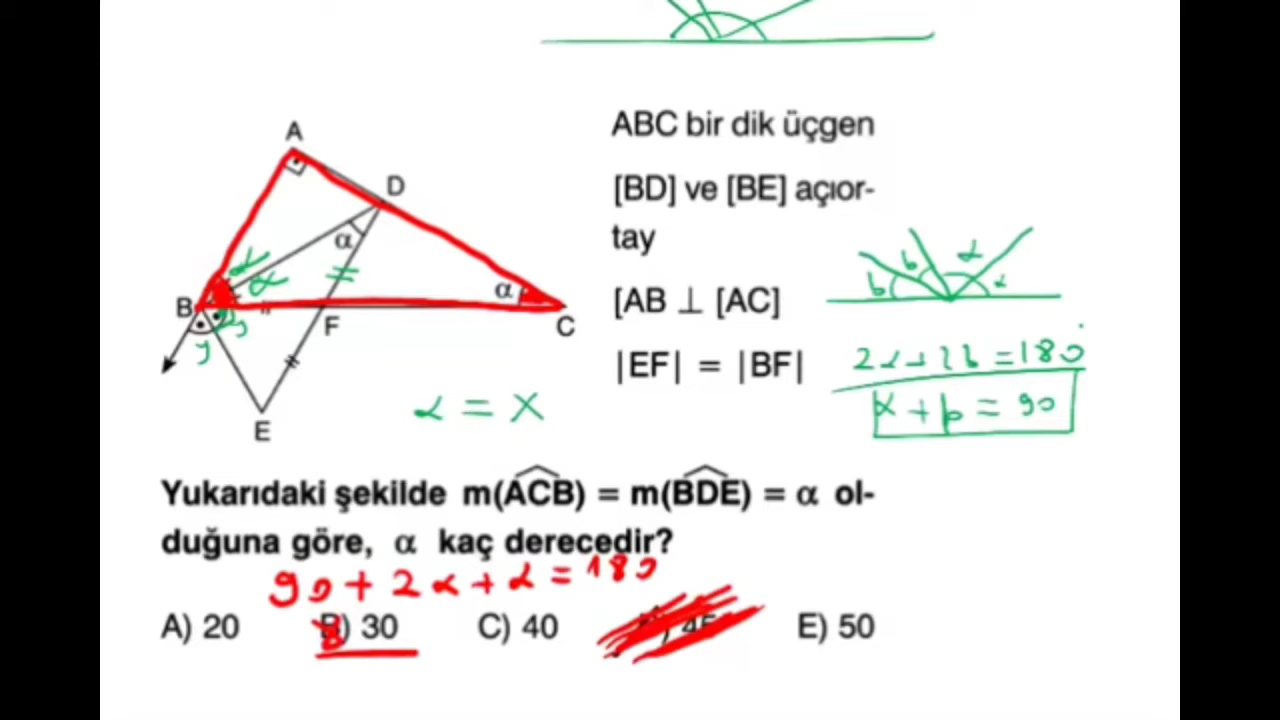 A
D
α
B
α
α
α
y
y
F
C
E
ABC bir dik üçgen
[BD] ve [BE] açıor-
tay
[AB ⊥ [AC]
|EF| = |BF|
α = x
b
b
α
α
2α+2b=180°
α+b=90
Yukarıdaki şekilde m(ACB) = m(BDE) = α ol-
duğuna göre, α kaç derecedir?
90+2α+α=180
A) 20 B) 30 C) 40 45 E) 50